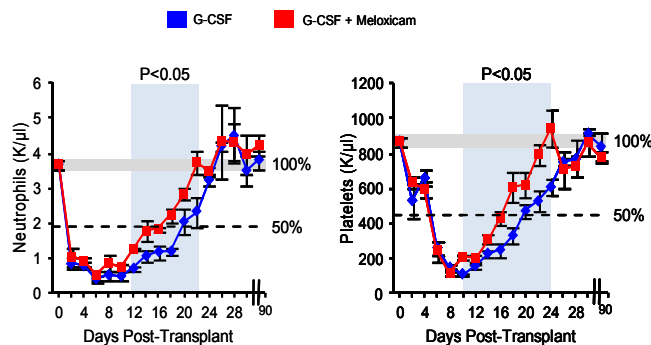 G-CSF
G-CSF + Meloxicam
P<0.05
Neutrophils (K/µl)
6
5
4
3
2
1
0
100%
50%
0 4 8 12 16 20 24 28 90
Days Post-Transplant
P<0.05
Platelets (K/µl)
1200
1000
800
600
400
200
0
100%
50%
0 4 8 12 16 20 24 28 90
Days Post-Transplant